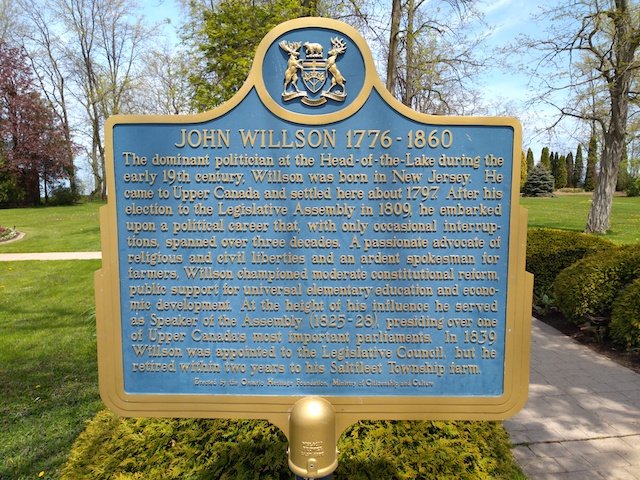 JOHN WILLSON 1776 - 1860
The dominant politician at the Head-of-the-Lake during the
early 19th century, Willson was born in New Jersey. He
came to Upper Canada and settled here about 1797. After his
election to the Legislative Assembly in 1809, he embarked
upon a political career that, with only occasional interrup-
tions, spanned over three decades. A passionate advocate of
religious and civil liberties and an ardent spokesman for
farmers, Willson championed moderate constitutional reform,
public support for universal elementary education and econo-
mic development. At the height of his influence he served
as Speaker of the Assembly (1825-28), presiding over one
of Upper Canada's most important parliaments. In 1839
Willson was appointed to the Legislative Council, but he
retired within two years to his Saltfleet Township farm.
Erected by the Ontario Heritage Foundation, Ministry of Citizenship and Culture